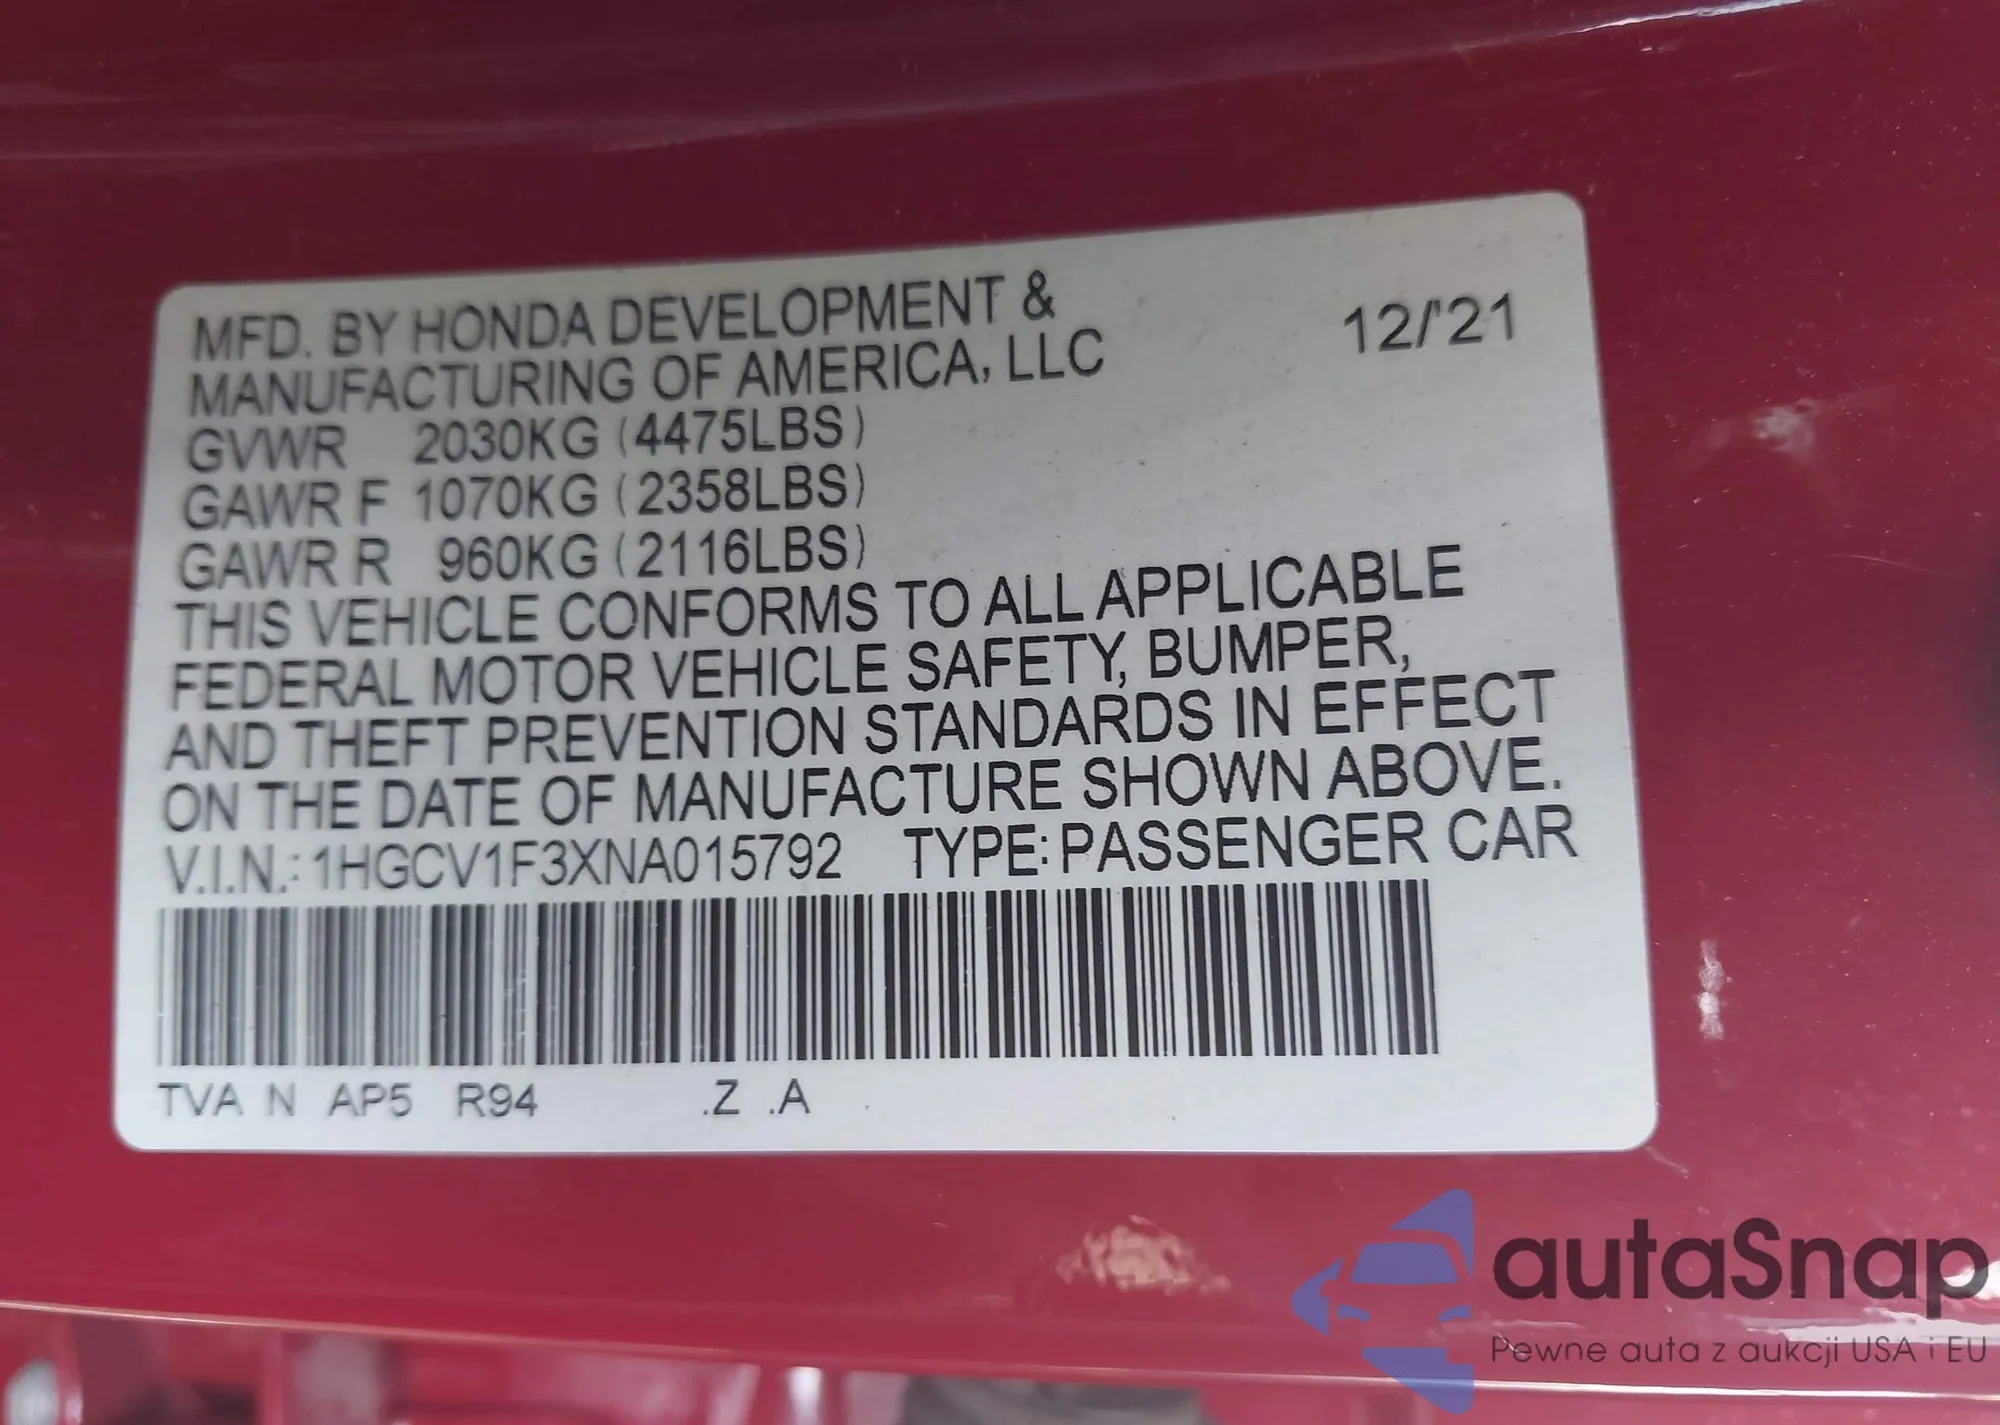 MFD. BY HONDA DEVELOPMENT &
MANUFACTURING OF AMERICA, LLC
12/'21
GVWR 2030KG (4475LBS)
GAWR F 1070KG (2358LBS)
GAWR R 960KG (2116LBS)
THIS VEHICLE CONFORMS TO ALL APPLICABLE
FEDERAL MOTOR VEHICLE SAFETY, BUMPER,
AND THEFT PREVENTION STANDARDS IN EFFECT
ON THE DATE OF MANUFACTURE SHOWN ABOVE.
V.I.N.: 1HGCV1F3XNA015792 TYPE: PASSENGER CAR
TVA N AP5 R94 .Z .A
autaSnap
Pewne auta z aukcji USA i EU